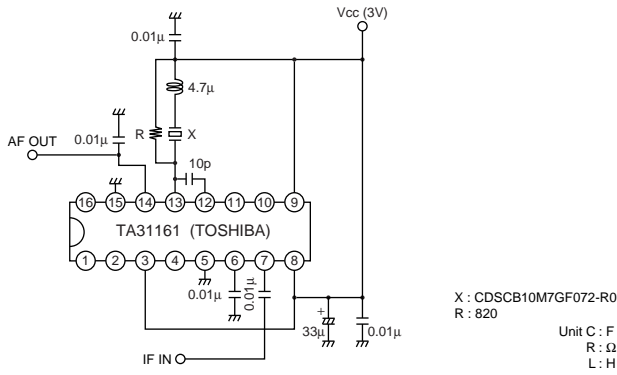 Vcc (3V)
0.01μ
4.7μ
AF OUT
0.01μ
R
X
10p
16 15 14 13 12 11 10 9
TA31161 (TOSHIBA)
1 2 3 4 5 6 7 8
0.01μ
0.01μ
+
33μ
0.01μ
IF IN
X : CDSCB10M7GF072-R0
R : 820
Unit C : F
R : Ω
L : H